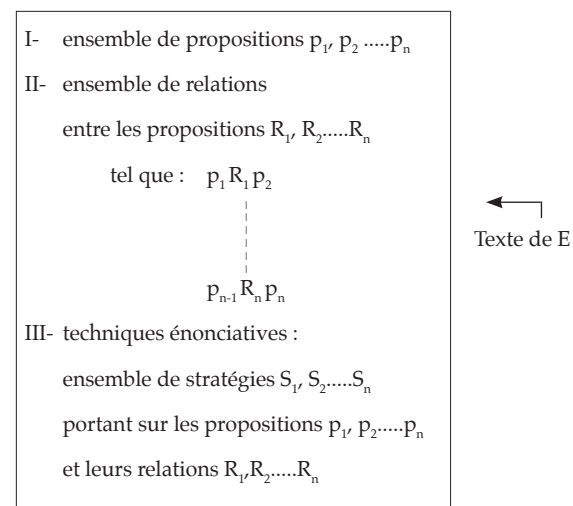 I- ensemble de propositions p₁, p₂ .....pₙ
II- ensemble de relations
entre les propositions R₁, R₂.....Rₙ
tel que : p₁ R₁ p₂
pₙ₋₁ Rₙ pₙ
Texte de E
III- techniques énonciatives :
ensemble de stratégies S₁, S₂.....Sₙ
portant sur les propositions p₁, p₂.....pₙ
et leurs relations R₁,R₂.....Rₙ